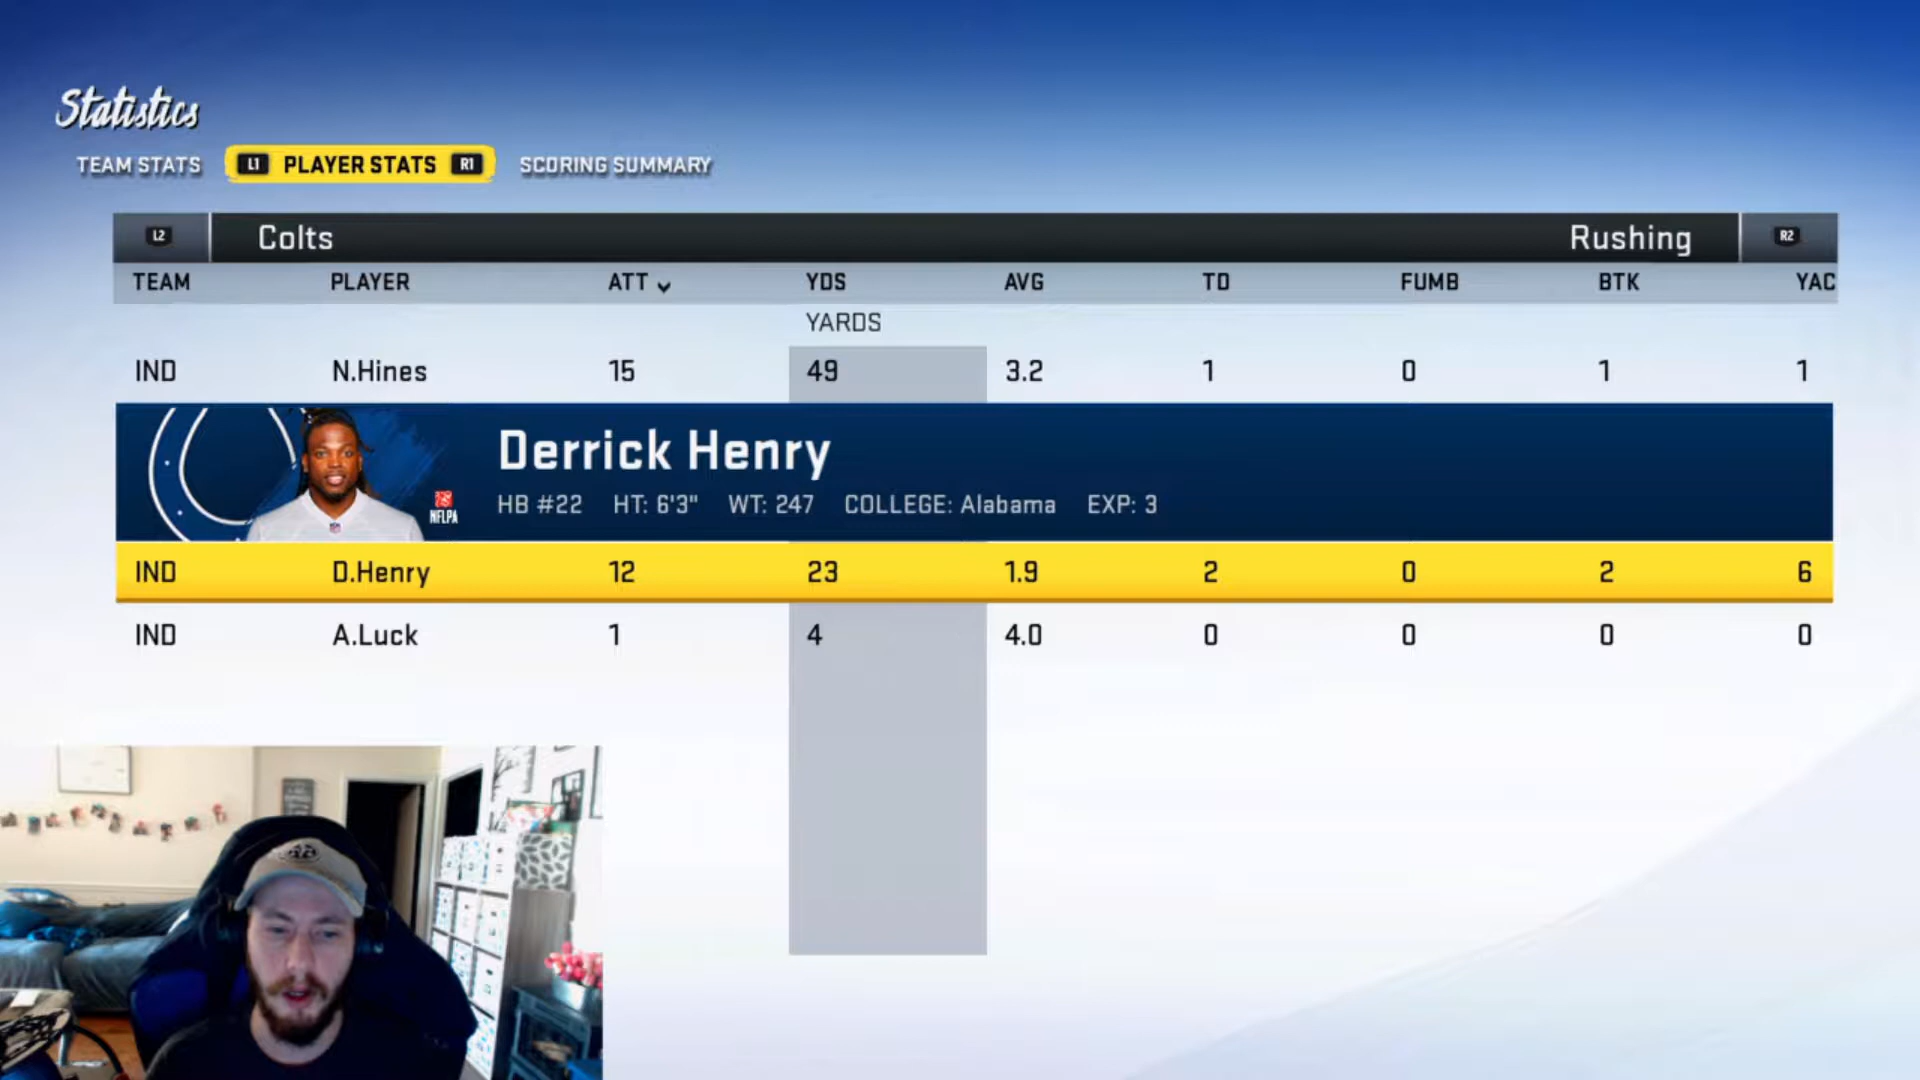 Statistics
TEAM STATS L1 PLAYER STATS R1 SCORING SUMMARY
L2 Colts Rushing R2
TEAM PLAYER ATT YDS AVG TD FUMB BTK YAC
YARDS
IND N.Hines 15 49 3.2 1 0 1 1
Derrick Henry
HB #22 HT: 6'3" WT: 247 COLLEGE: Alabama EXP: 3
NFLPA
IND D.Henry 12 23 1.9 2 0 2 6
IND A.Luck 1 4 4.0 0 0 0 0